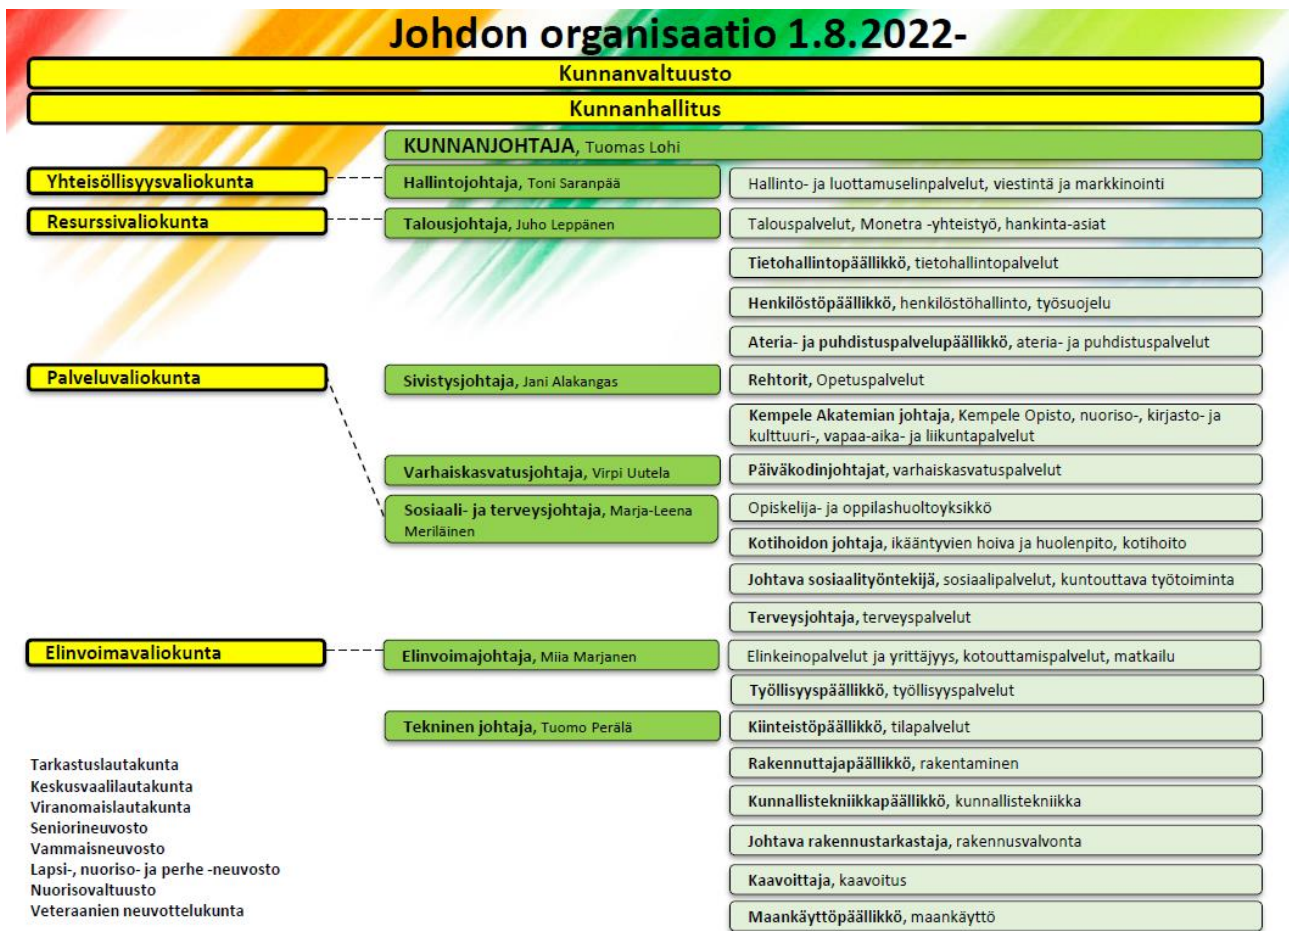 Johdon organisaatio 1.8.2022-
Kunnanvaltuusto
Kunnanhallitus
KUNNANJOHTAJA, Tuomas Lohi
Yhteisöllisyysvaliokunta
Hallintojohtaja, Toni Saranpää
Hallinto- ja luottamuselinpalvelut, viestintä ja markkinointi
Resurssivaliokunta
Talousjohtaja, Juho Leppänen
Talouspalvelut, Monetra -yhteistyö, hankinta-asiat
Tietohallintopäällikkö, tietohallintopalvelut
Henkilöstöpäällikkö, henkilöstöhallinto, työsuojelu
Ateria- ja puhdistuspalvelupäällikkö, ateria- ja puhdistuspalvelut
Palveluvaliokunta
Sivistysjohtaja, Jani Alakangas
Rehtorit, Opetuspalvelut
Kempele Akatemian johtaja, Kempele Opisto, nuoriso-, kirjasto- ja
kulttuuri-, vapaa-aika- ja liikuntapalvelut
Varhaiskasvatusjohtaja, Virpi Uutela
Päiväkodinjohtajat, varhaiskasvatuspalvelut
Sosiaali- ja terveysjohtaja, Marja-Leena
Meriläinen
Opiskelija- ja oppilashuoltoyksikkö
Kotihoidon johtaja, ikääntyvien hoiva ja huolenpito, kotihoito
Johtava sosiaalityöntekijä, sosiaalipalvelut, kuntouttava työtoiminta
Terveysjohtaja, terveyspalvelut
Elinvoimavaliokunta
Elinvoimajohtaja, Miia Marjanen
Elinkeinopalvelut ja yrittäjyys, kotouttamispalvelut, matkailu
Työllisyyspäällikkö, työllisyyspalvelut
Tekninen johtaja, Tuomo Perälä
Kiinteistöpäällikkö, tilapalvelut
Rakennuttajapäällikkö, rakentaminen
Kunnallistekniikkapäällikkö, kunnallistekniikka
Johtava rakennustarkastaja, rakennusvalvonta
Kaavoittaja, kaavoitus
Maankäyttöpäällikkö, maankäyttö
Tarkastuslautakunta
Keskusvaalilautakunta
Viranomaislautakunta
Seniorineuvosto
Vammaisneuvosto
Lapsi-, nuoriso- ja perhe -neuvosto
Nuorisovaltuusto
Veteraanien neuvottelukunta